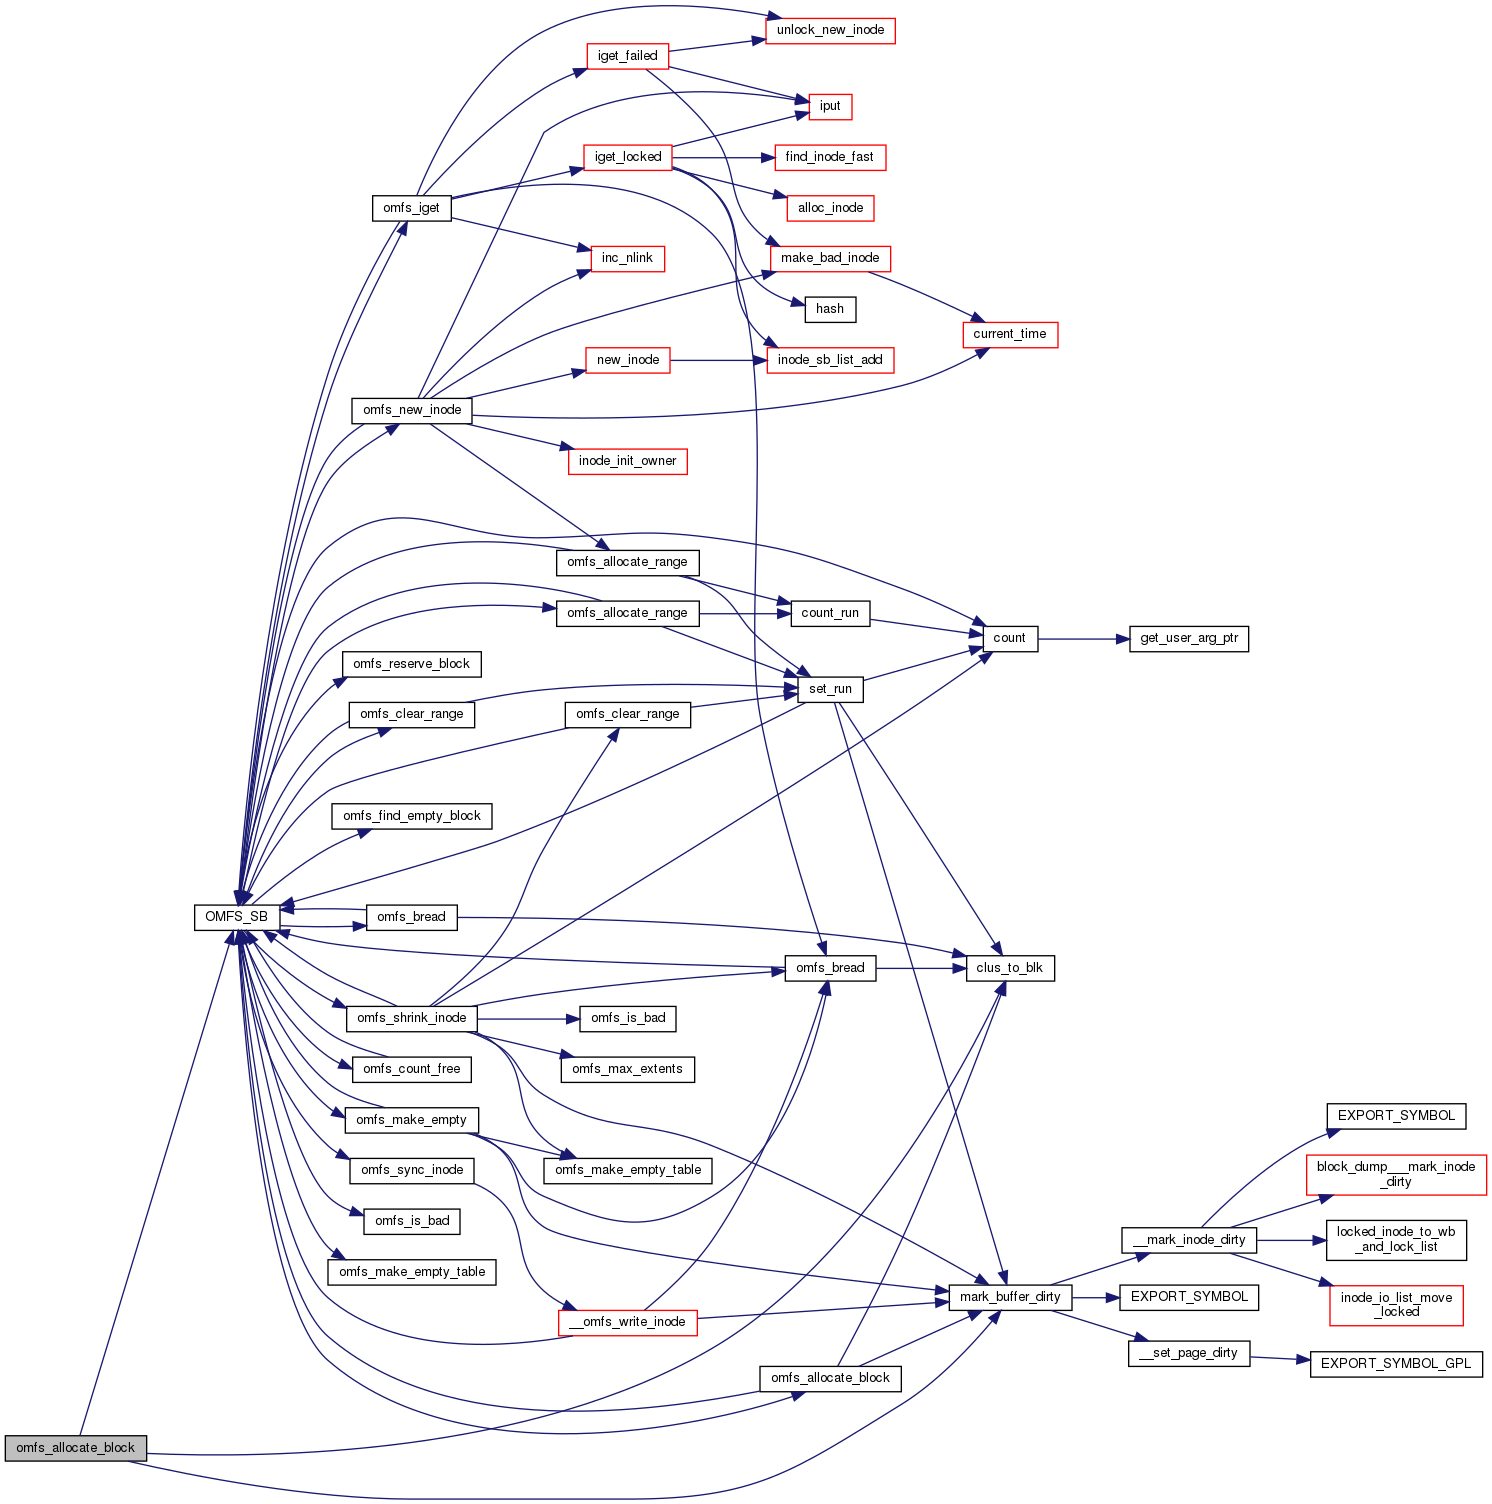 unlock_new_inode
iget_failed
iput
iget_locked
find_inode_fast
alloc_inode
omfs_iget
inc_nlink
make_bad_inode
hash
current_time
new_inode
inode_sb_list_add
omfs_new_inode
inode_init_owner
omfs_allocate_range
omfs_allocate_range
count_run
count
get_user_arg_ptr
omfs_reserve_block
set_run
omfs_clear_range
omfs_clear_range
omfs_find_empty_block
OMFS_SB
omfs_bread
omfs_bread
clus_to_blk
omfs_shrink_inode
omfs_is_bad
omfs_count_free
omfs_max_extents
omfs_make_empty
EXPORT_SYMBOL
omfs_sync_inode
omfs_make_empty_table
block_dump___mark_inode
_dirty
omfs_is_bad
__mark_inode_dirty
locked_inode_to_wb
_and_lock_list
omfs_make_empty_table
mark_buffer_dirty
EXPORT_SYMBOL
inode_io_list_move
_locked
__omfs_write_inode
__set_page_dirty
EXPORT_SYMBOL_GPL
omfs_allocate_block
omfs_allocate_block